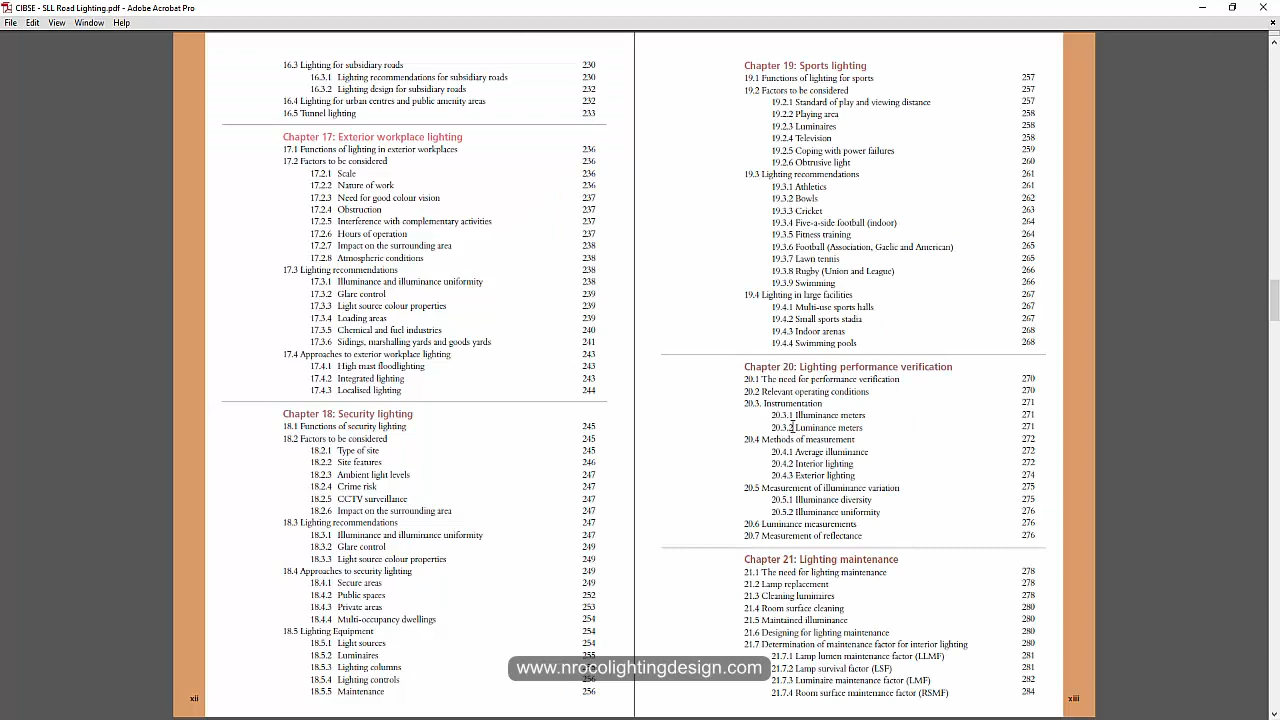 CIBSE - SLL Road Lighting.pdf - Adobe Acrobat Pro
File Edit View Window Help
16.3 Lighting for subsidiary roads 230
16.3.1 Lighting recommendations for subsidiary roads 230
16.3.2 Lighting design for subsidiary roads 232
16.4 Lighting for urban centres and public amenity areas 232
16.5 Tunnel lighting 233
Chapter 17: Exterior workplace lighting
17.1 Functions of lighting in exterior workplaces 236
17.2 Factors to be considered 236
17.2.1 Scale 236
17.2.2 Nature of work 236
17.2.3 Need for good colour vision 237
17.2.4 Obstruction 237
17.2.5 Interference with complementary activities 237
17.2.6 Hours of operation 237
17.2.7 Impact on the surrounding area 238
17.2.8 Atmospheric conditions 238
17.3 Lighting recommendations 238
17.3.1 Illuminance and illuminance uniformity 238
17.3.2 Glare control 239
17.3.3 Light source colour properties 239
17.3.4 Loading areas 239
17.3.5 Chemical and fuel industries 240
17.3.6 Sidings, marshalling yards and goods yards 241
17.4 Approaches to exterior workplace lighting 243
17.4.1 High mast floodlighting 243
17.4.2 Integrated lighting 243
17.4.3 Localised lighting 244
Chapter 18: Security lighting
18.1 Functions of security lighting 245
18.2 Factors to be considered 245
18.2.1 Type of site 245
18.2.2 Site features 246
18.2.3 Ambient light levels 247
18.2.4 Crime risk 247
18.2.5 CCTV surveillance 247
18.2.6 Impact on the surrounding area 247
18.3 Lighting recommendations 247
18.3.1 Illuminance and illuminance uniformity 247
18.3.2 Glare control 249
18.3.3 Light source colour properties 249
18.4 Approaches to security lighting 249
18.4.1 Secure areas 249
18.4.2 Public spaces 252
18.4.3 Private areas 253
18.4.4 Multi-occupancy dwellings 254
18.5 Lighting Equipment 254
18.5.1 Light sources 254
18.5.2 Luminaires 255
18.5.3 Lighting columns
18.5.4 Lighting controls 256
18.5.5 Maintenance 256
xii
Chapter 19: Sports lighting
19.1 Functions of lighting for sports 257
19.2 Factors to be considered 257
19.2.1 Standard of play and viewing distance 257
19.2.2 Playing area 258
19.2.3 Luminaires 258
19.2.4 Television 258
19.2.5 Coping with power failures 259
19.2.6 Obtrusive light 260
19.3 Lighting recommendations 261
19.3.1 Athletics 261
19.3.2 Bowls 262
19.3.3 Cricket 263
19.3.4 Five-a-side football (indoor) 264
19.3.5 Fitness training 264
19.3.6 Football (Association, Gaelic and American) 265
19.3.7 Lawn tennis 265
19.3.8 Rugby (Union and League) 266
19.3.9 Swimming 266
19.4 Lighting in large facilities 267
19.4.1 Multi-use sports halls 267
19.4.2 Small sports stadia 267
19.4.3 Indoor arenas 268
19.4.4 Swimming pools 268
Chapter 20: Lighting performance verification
20.1 The need for performance verification 270
20.2 Relevant operating conditions 270
20.3. Instrumentation 271
20.3.1 Illuminance meters 271
20.3.2 Luminance meters 271
20.4 Methods of measurement 272
20.4.1 Average illuminance 272
20.4.2 Interior lighting 272
20.4.3 Exterior lighting 274
20.5 Measurement of illuminance variation 275
20.5.1 Illuminance diversity 275
20.5.2 Illuminance uniformity 276
20.6 Luminance measurements 276
20.7 Measurement of reflectance 276
Chapter 21: Lighting maintenance
21.1 The need for lighting maintenance 278
21.2 Lamp replacement 278
21.3 Cleaning luminaires 278
21.4 Room surface cleaning 280
21.5 Maintained illuminance 280
21.6 Designing for lighting maintenance 280
21.7 Determination of maintenance factor for interior lighting 280
21.7.1 Lamp lumen maintenance factor (LLMF) 281
21.7.2 Lamp survival factor (LSF) 281
21.7.3 Luminaire maintenance factor (LMF) 282
21.7.4 Room surface maintenance factor (RSMF) 284
xiii
www.nrocolightingdesign.com